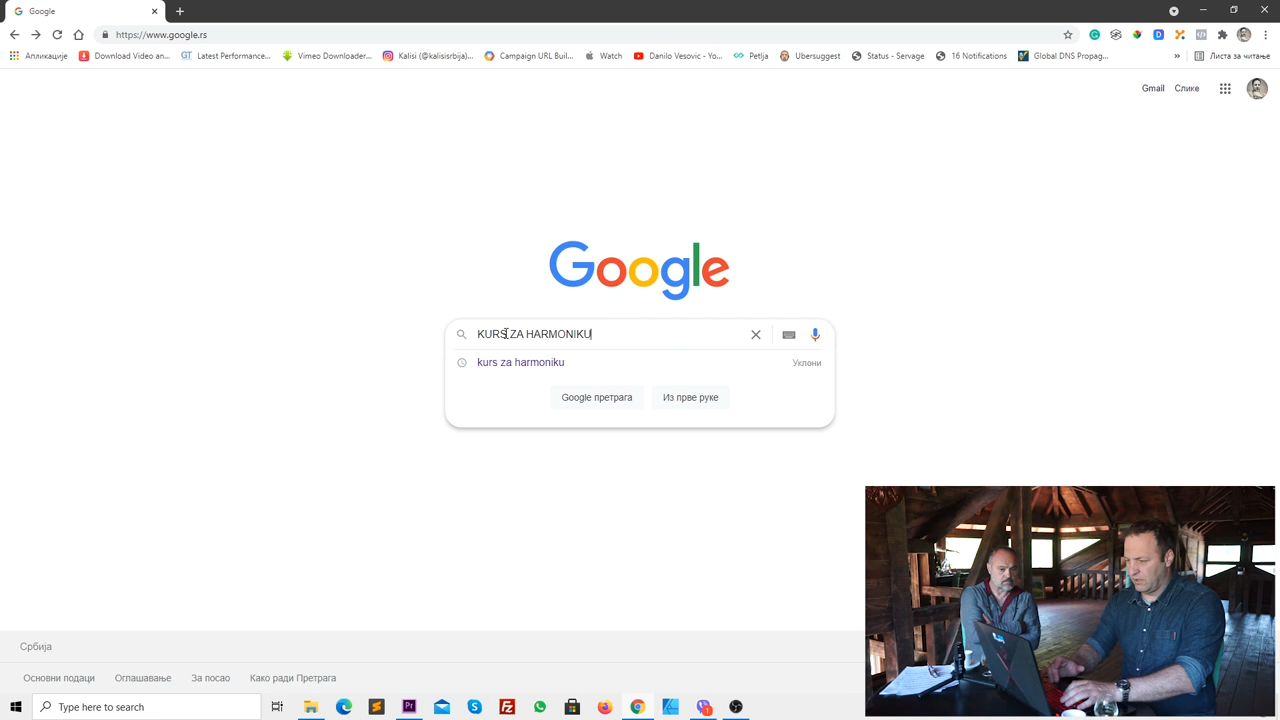 Google
https://www.google.rs
Апликације
Download Video an...
Latest Performance...
Vimeo Downloader...
Kalisi (@kalisisrbija)...
Campaign URL Buil...
Watch
Danilo Vesovic - Yo...
Petlja
Ubersuggest
Status - Servage
16 Notifications
Global DNS Propag...
»
Листа за читање
Gmail
Слике
Google
KURS ZA HARMONIKU
kurs za harmoniku
Уклони
Google претрага
Из прве руке
Србија
Основни подаци
Оглашавање
За посао
Како ради Претрага
Type here to search